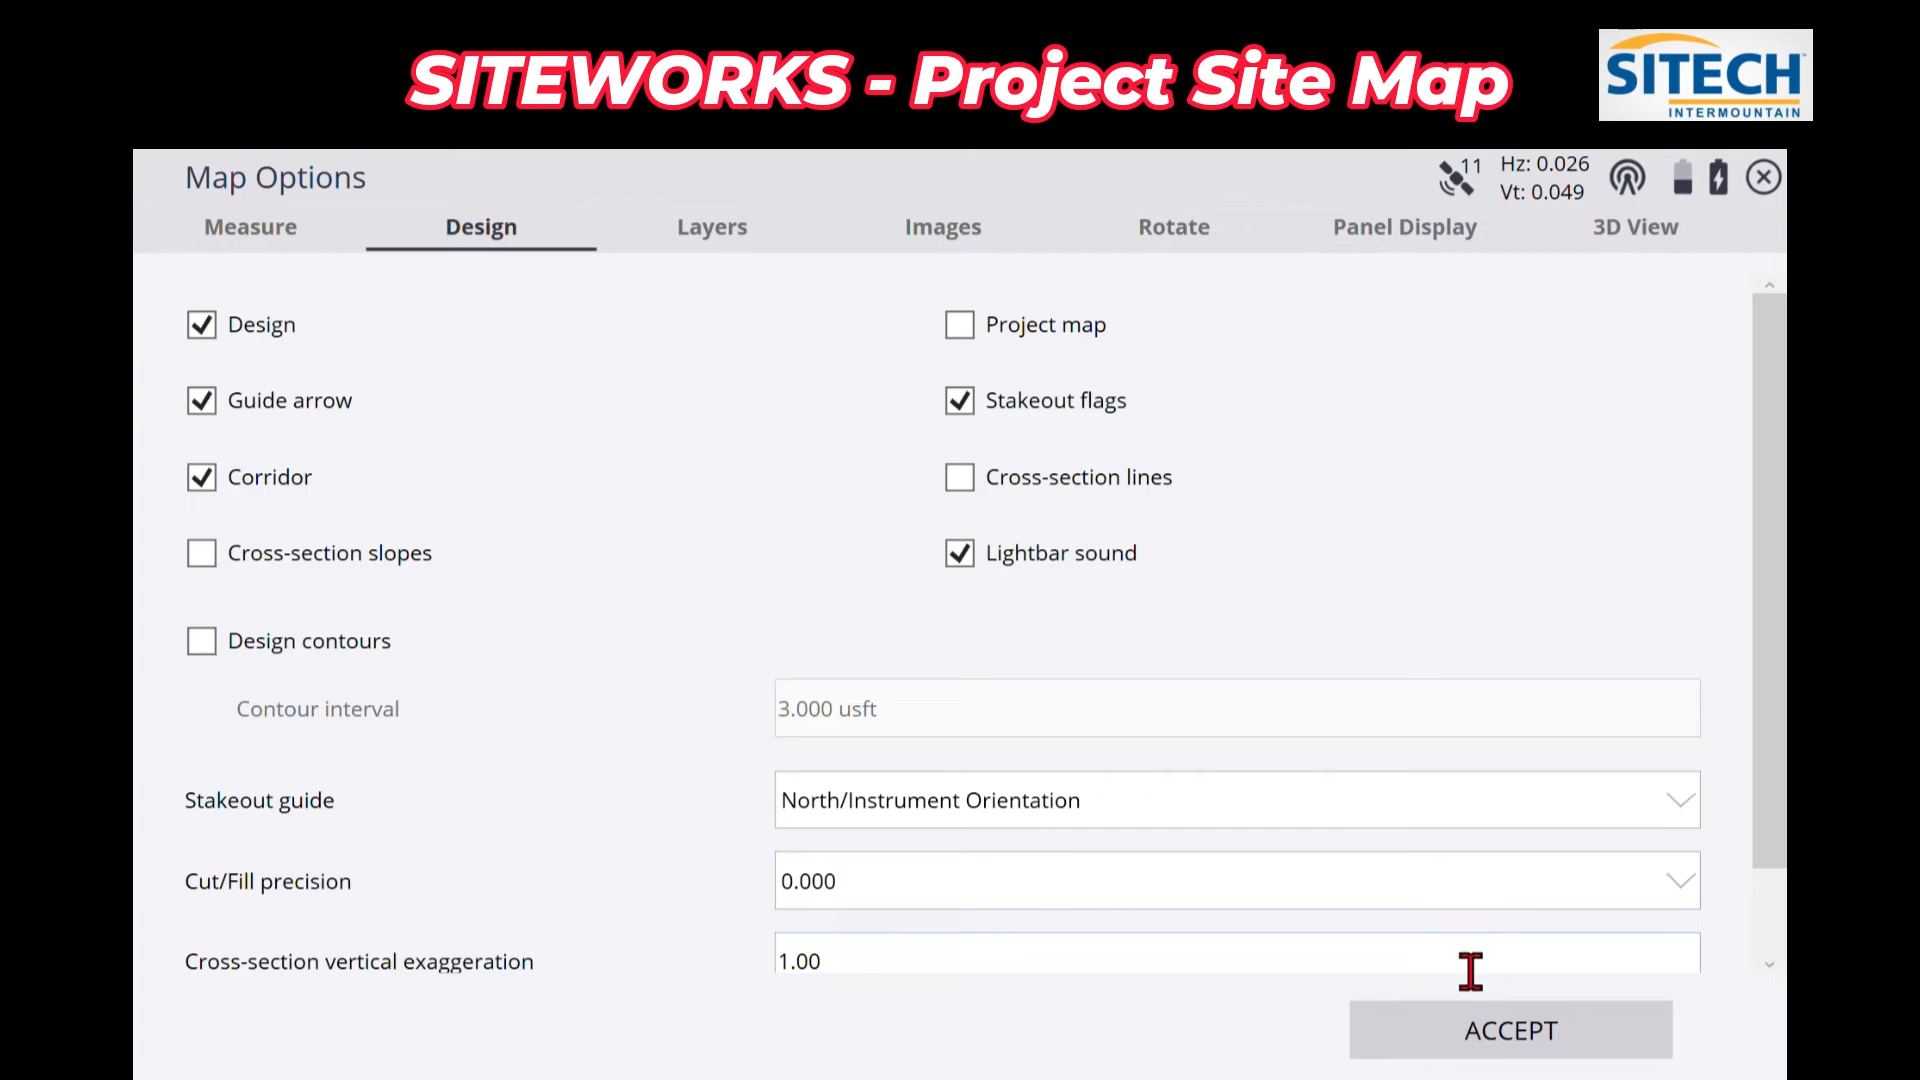 SITEWORKS - Project Site Map
SITECH
INTERMOUNTAIN
Map Options
11
Hz: 0.026
Vt: 0.049
Measure
Design
Layers
Images
Rotate
Panel Display
3D View
Design
Project map
Guide arrow
Stakeout flags
Corridor
Cross-section lines
Cross-section slopes
Lightbar sound
Design contours
Contour interval
3.000 usft
Stakeout guide
North/Instrument Orientation
Cut/Fill precision
0.000
Cross-section vertical exaggeration
1.00
ACCEPT